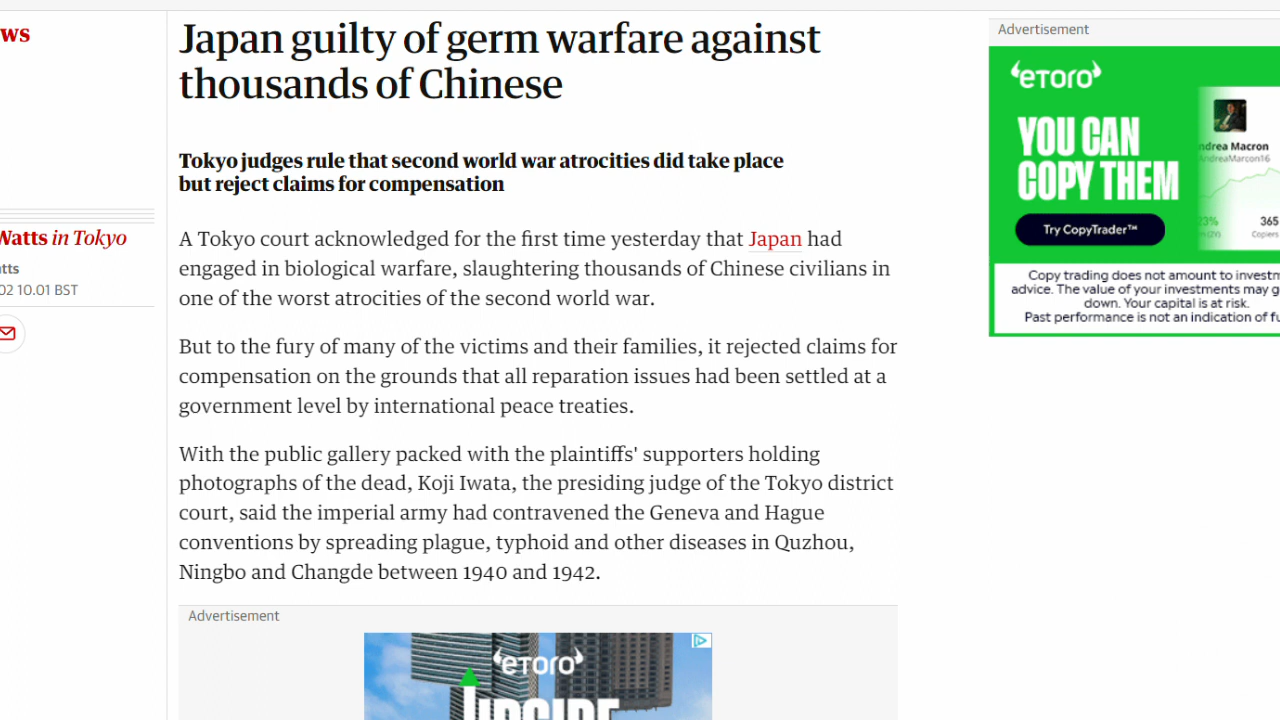 ws
Japan guilty of germ warfare against
thousands of Chinese
Tokyo judges rule that second world war atrocities did take place
but reject claims for compensation
Watts in Tokyo
tts
02 10.01 BST
A Tokyo court acknowledged for the first time yesterday that Japan had
engaged in biological warfare, slaughtering thousands of Chinese civilians in
one of the worst atrocities of the second world war.
But to the fury of many of the victims and their families, it rejected claims for
compensation on the grounds that all reparation issues had been settled at a
government level by international peace treaties.
With the public gallery packed with the plaintiffs' supporters holding
photographs of the dead, Koji Iwata, the presiding judge of the Tokyo district
court, said the imperial army had contravened the Geneva and Hague
conventions by spreading plague, typhoid and other diseases in Quzhou,
Ningbo and Changde between 1940 and 1942.
Advertisement
eToro
Advertisement
eToro
YOU CAN
COPY THEM
Try CopyTrader™
ndrea Macron
AndreaMarcon16
23%
365
Copiers
Copy trading does not amount to investm
advice. The value of your investments may g
down. Your capital is at risk.
Past performance is not an indication of fu